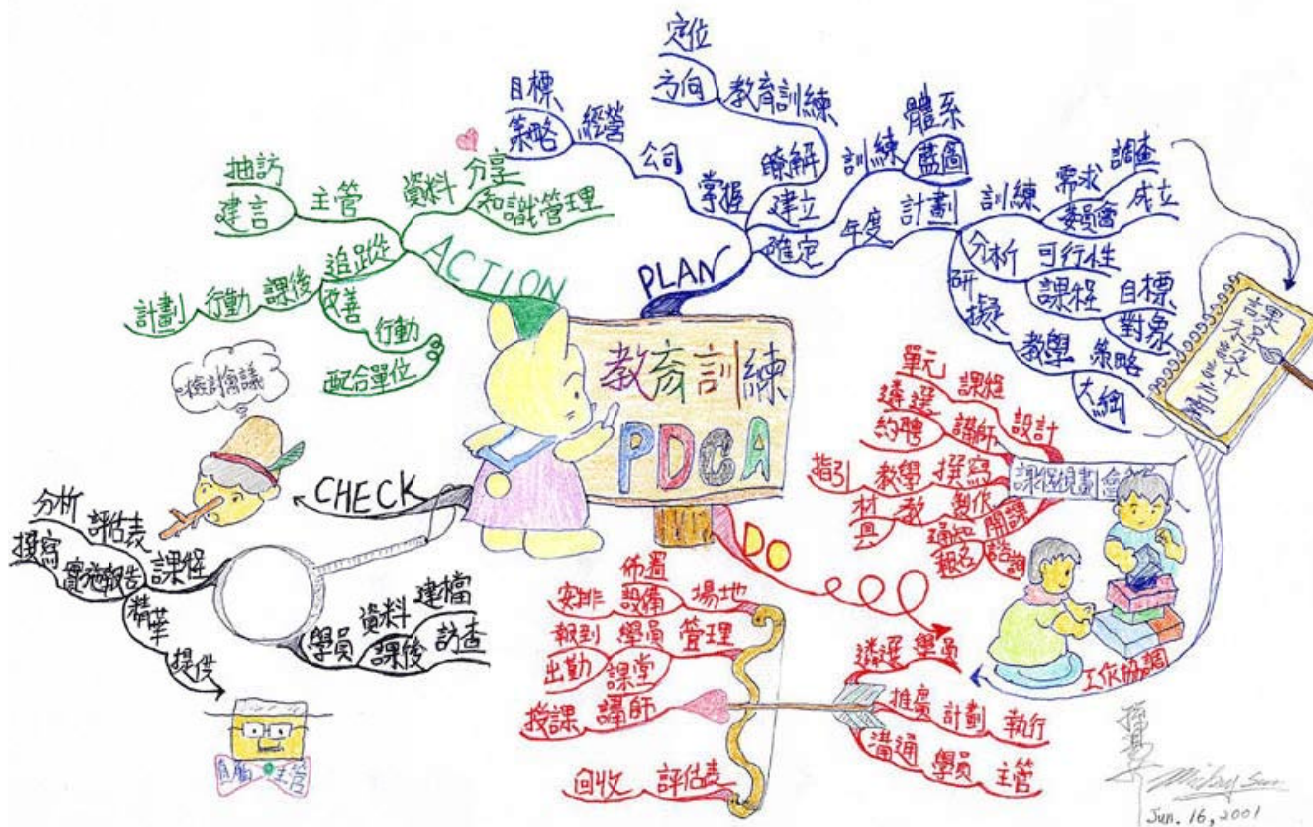 教育訓練
PDCA
PLAN
掌握
公司
經營
目標
策略
瞭解
教育訓練
定位
方向
建立
訓練
體系
藍圖
確定
年度
計劃
訓練
需求
調查
委員會
成立
分析
可行性
研擬
課程
目標
對象
教學
策略
大綱
DO
課程規劃會
設計
課程
單元
講師
遴選
約聘
撰寫
教學
指引
製作
教
材
具
開課
通知
報名
諮詢
工作協調
遴選
學員
推廣
計劃
執行
溝通
學員
主管
場地
佈置
設備
安排
管理
學員
報到
課堂
出勤
講師
授課
評估表
回收
CHECK
檢討會議
課程
評估表
分析
實施報告
撰寫
精華
提供
直屬主管
學員
資料
建檔
課後
訪查
ACTION
資料
分享
知識管理
主管
抽訪
建言
追蹤
課後
行動
計劃
改善
行動
配合單位
Jun. 16, 2001